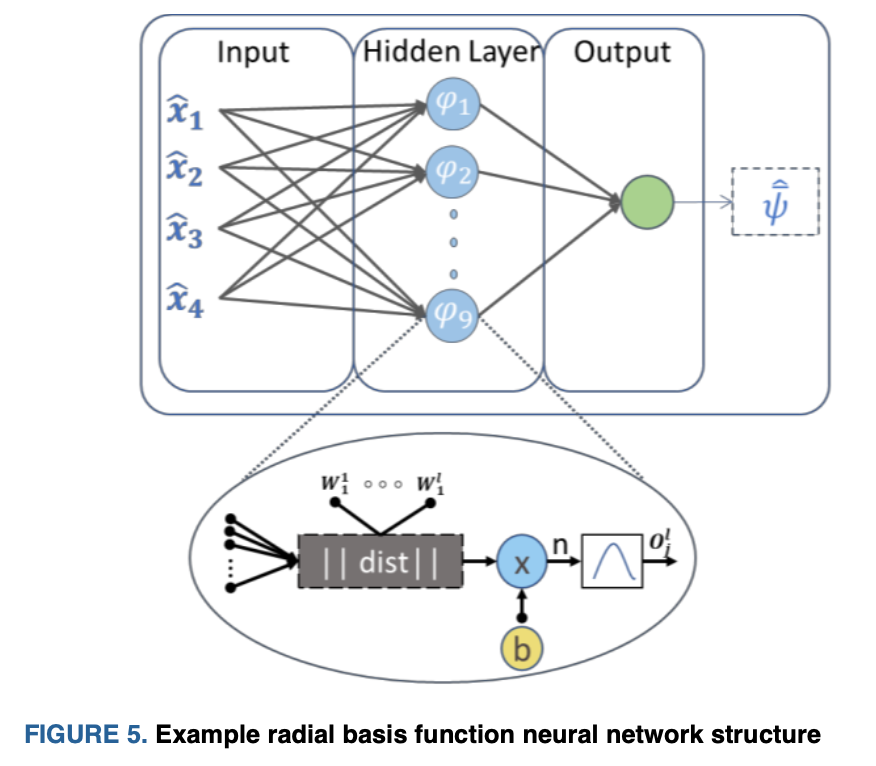 Input Hidden Layer Output
x̂₁ φ₁
x̂₂ φ₂
x̂₃
x̂₄ φ₉
ψ̂̂
W₁¹ ∘∘∘ W₁ˡ
|| dist || x n oⱼˡ
b
FIGURE 5. Example radial basis function neural network structure